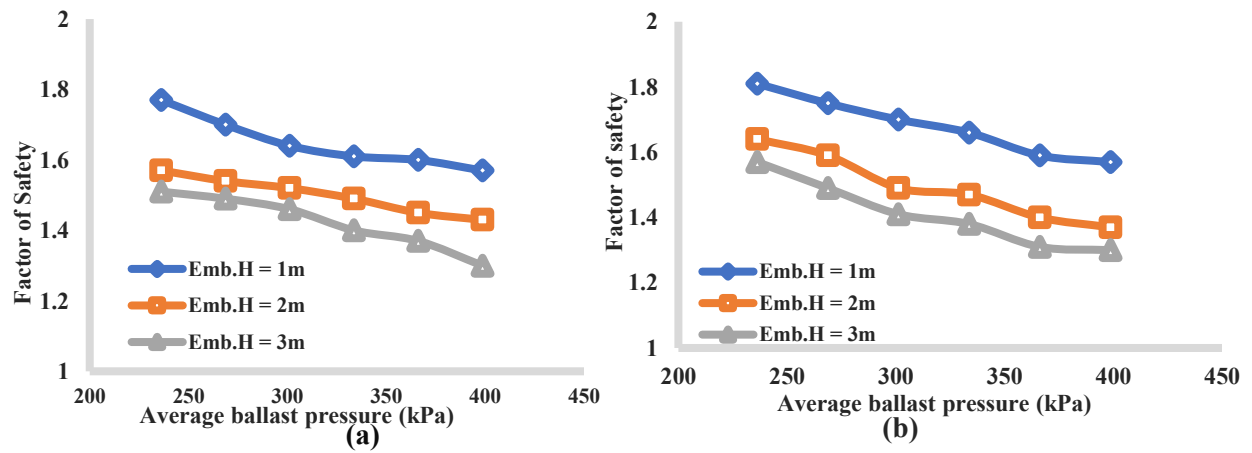 2
1.8
1.6
1.4
1.2
1
Factor of Safety
Emb.H = 1m
Emb.H = 2m
Emb.H = 3m
200 250 300 350 400 450
Average ballast pressure (kPa)
(a)
2
1.8
1.6
1.4
1.2
1
Factor of safety
Emb.H = 1m
Emb.H = 2m
Emb.H = 3m
200 250 300 350 400 450
Average ballast pressure (kPa)
(b)